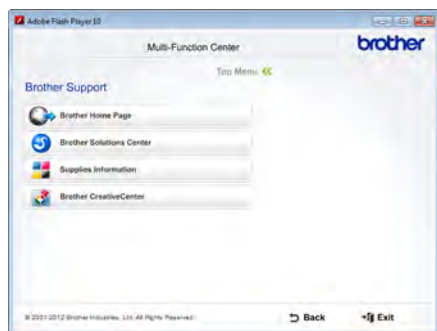 Adobe Flash Player 10
Multi-Function Center
brother
Top Menu
Brother Support
Brother Home Page
Brother Solutions Center
Supplies Information
Brother CreativeCenter
© 2001-2012 Brother Industries, Ltd. All Rights Reserved.
Back
Exit